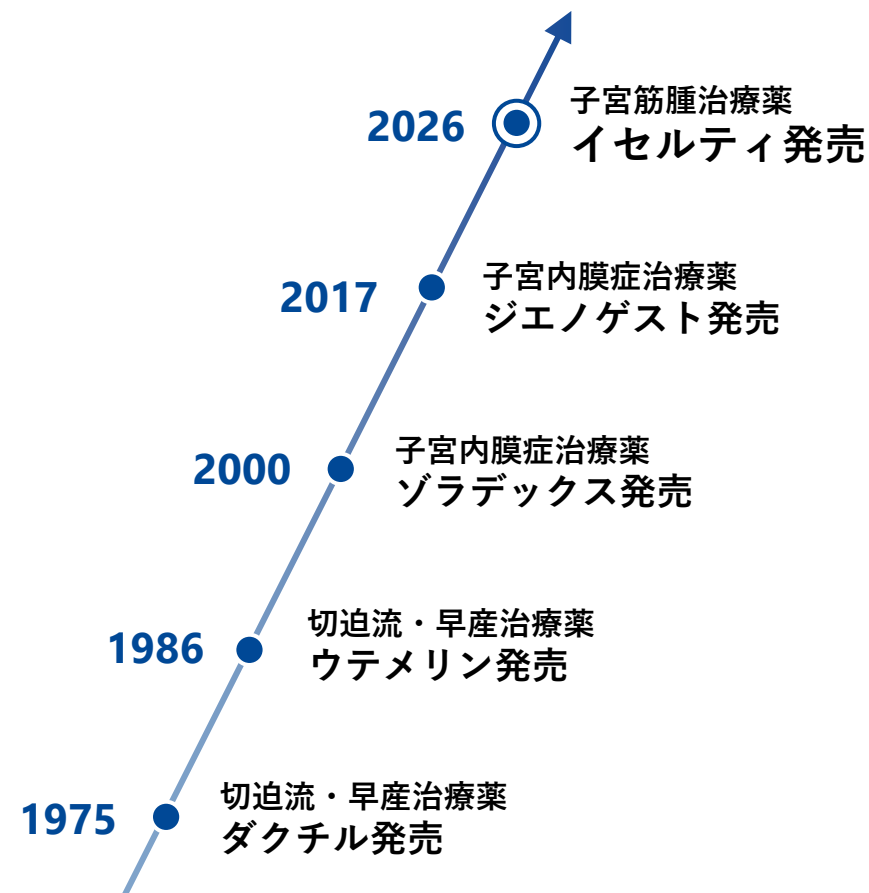 2026
子宮筋腫治療薬
イセルティ発売
2017
子宮内膜症治療薬
ジエノゲスト発売
2000
子宮内膜症治療薬
ゾラデックス発売
1986
切迫流・早産治療薬
ウテメリン発売
1975
切迫流・早産治療薬
ダクチル発売